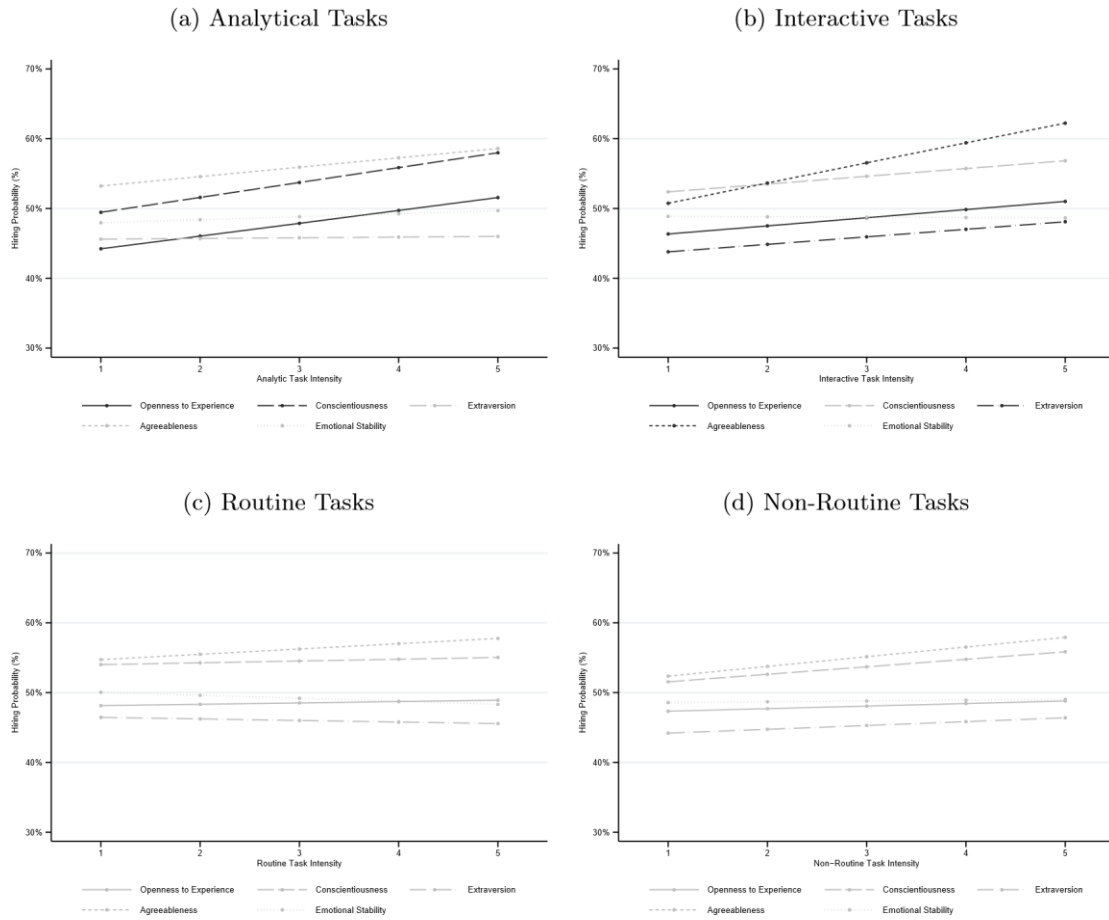 (a) Analytical Tasks
70%
60%
50%
40%
30%
Hiring Probability (%)
1 2 3 4 5
Analytic Task Intensity
Openness to Experience Conscientiousness Extraversion
Agreeableness Emotional Stability
(b) Interactive Tasks
70%
60%
50%
40%
30%
Hiring Probability (%)
1 2 3 4 5
Interactive Task Intensity
Openness to Experience Conscientiousness Extraversion
Agreeableness Emotional Stability
(c) Routine Tasks
70%
60%
50%
40%
30%
Hiring Probability (%)
1 2 3 4 5
Routine Task Intensity
Openness to Experience Conscientiousness Extraversion
Agreeableness Emotional Stability
(d) Non-Routine Tasks
70%
60%
50%
40%
30%
Hiring Probability (%)
1 2 3 4 5
Non−Routine Task Intensity
Openness to Experience Conscientiousness Extraversion
Agreeableness Emotional Stability